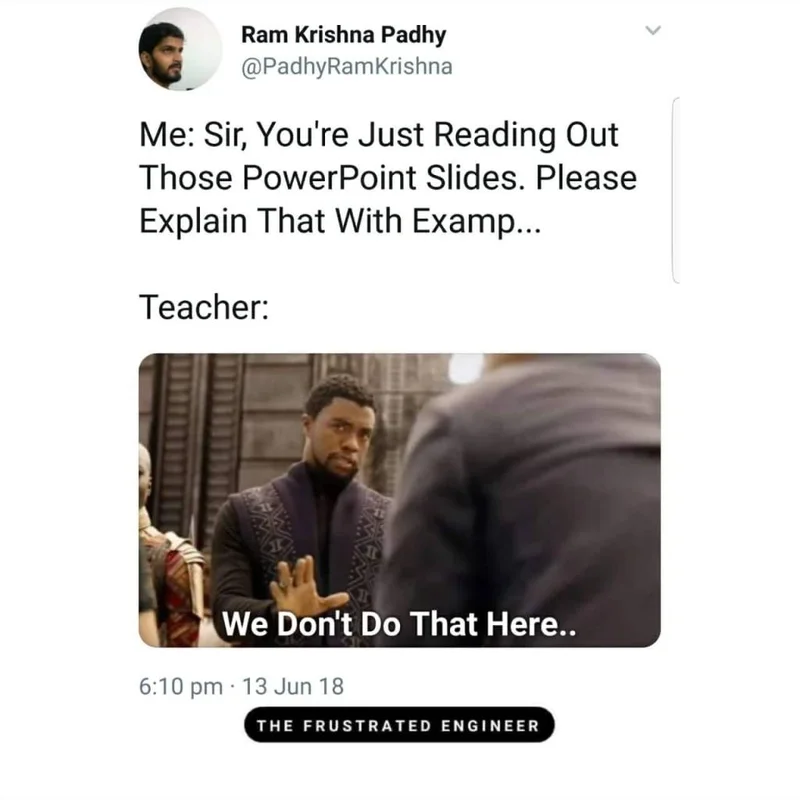 Ram Krishna Padhy
@PadhyRamKrishna
Me: Sir, You're Just Reading Out
Those PowerPoint Slides. Please
Explain That With Examp...
Teacher:
We Don't Do That Here..
6:10 pm · 13 Jun 18
THE FRUSTRATED ENGINEER